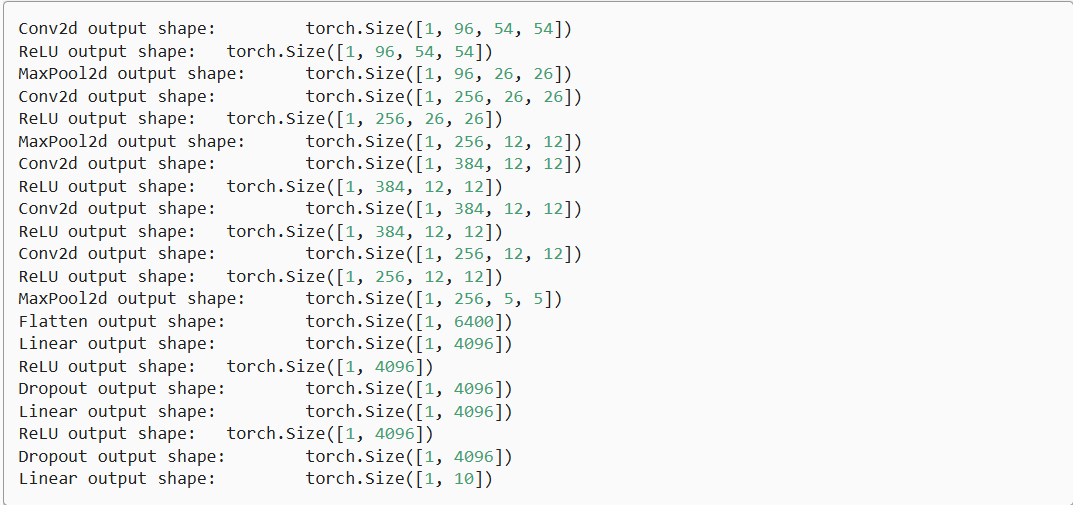 Conv2d output shape: torch.Size([1, 96, 54, 54])
ReLU output shape: torch.Size([1, 96, 54, 54])
MaxPool2d output shape: torch.Size([1, 96, 26, 26])
Conv2d output shape: torch.Size([1, 256, 26, 26])
ReLU output shape: torch.Size([1, 256, 26, 26])
MaxPool2d output shape: torch.Size([1, 256, 12, 12])
Conv2d output shape: torch.Size([1, 384, 12, 12])
ReLU output shape: torch.Size([1, 384, 12, 12])
Conv2d output shape: torch.Size([1, 384, 12, 12])
ReLU output shape: torch.Size([1, 384, 12, 12])
Conv2d output shape: torch.Size([1, 256, 12, 12])
ReLU output shape: torch.Size([1, 256, 12, 12])
MaxPool2d output shape: torch.Size([1, 256, 5, 5])
Flatten output shape: torch.Size([1, 6400])
Linear output shape: torch.Size([1, 4096])
ReLU output shape: torch.Size([1, 4096])
Dropout output shape: torch.Size([1, 4096])
Linear output shape: torch.Size([1, 4096])
ReLU output shape: torch.Size([1, 4096])
Dropout output shape: torch.Size([1, 4096])
Linear output shape: torch.Size([1, 10])